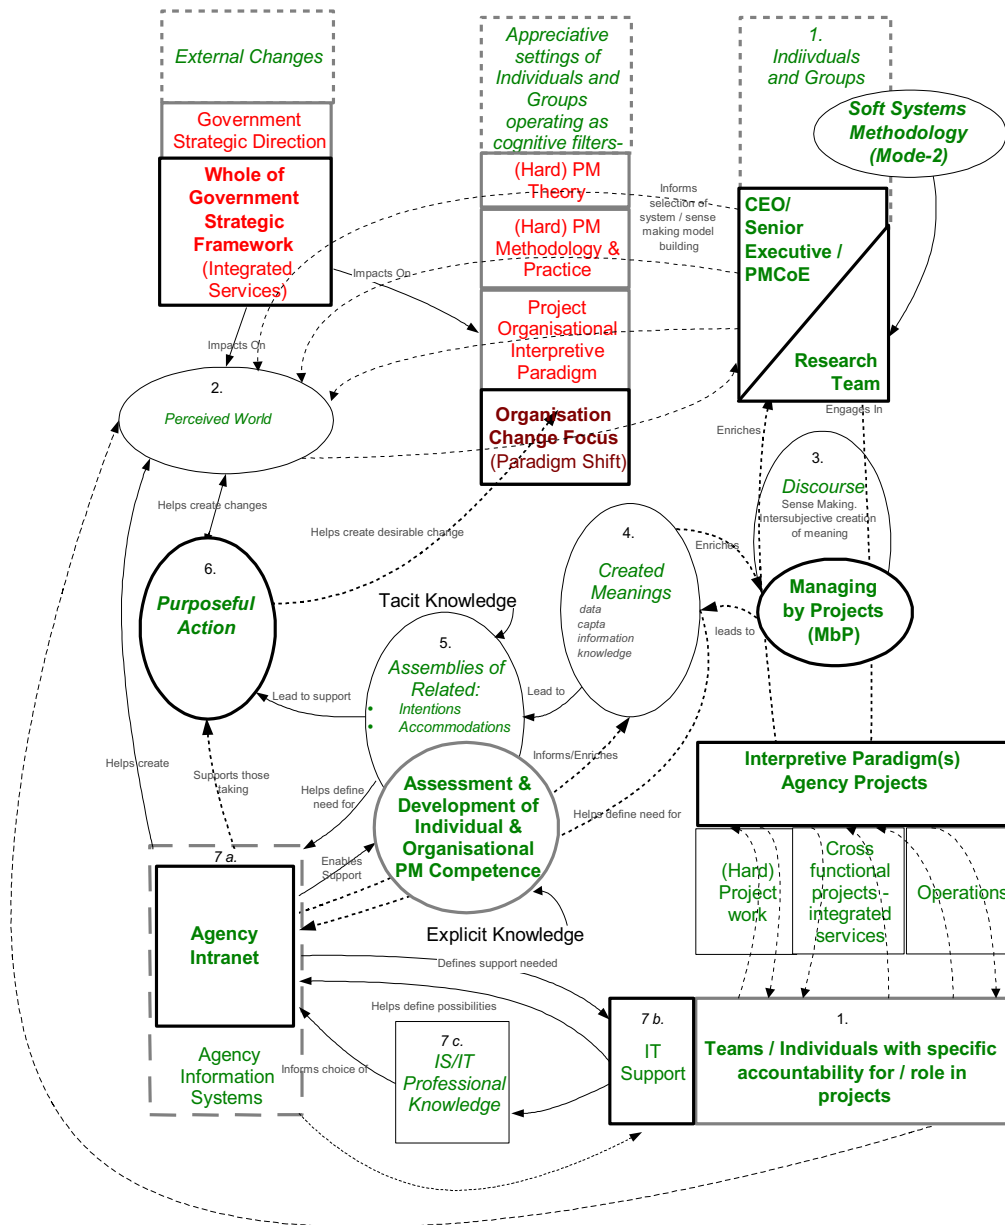 External Changes
Government
Strategic Direction
Whole of
Government
Strategic
Framework
(Integrated
Services)
Appreciative
settings of
Individuals and
Groups
operating as
cognitive filters-
(Hard) PM
Theory
(Hard) PM
Methodology &
Practice
Project
Organisational
Interpretive
Paradigm
Organisation
Change Focus
(Paradigm Shift)
1.
Indiivduals
and Groups
Soft Systems
Methodology
(Mode-2)
Informs
selection of
system / sense
making model
building
CEO/
Senior
Executive /
PMCoE
Research
Team
Impacts On
Impacts On
2.
Perceived World
Engages In
Enriches
3.
Discourse
Sense Making.
Intersubjective creation
of meaning
Managing
by Projects
(MbP)
Helps create changes
Helps create desirable change
4.
Created
Meanings
data
capta
information
knowledge
Enriches
leads to
6.
Purposeful
Action
Tacit Knowledge
5.
Assemblies of
Related:
• Intentions
• Accommodations
Lead to support
Lead to
Informs/Enriches
Helps create
Supports those
taking
Helps define
need for
Helps define need for
Assessment &
Development of
Individual &
Organisational
PM Competence
Enables
Support
Explicit Knowledge
Interpretive Paradigm(s)
Agency Projects
(Hard)
Project
work
Cross
functional
projects -
integrated
services
Operations
7 a.
Agency
Intranet
Agency
Information
Systems
Defines support needed
Helps define possibilities
Informs choice of
7 c.
IS/IT
Professional
Knowledge
7 b.
IT
Support
1.
Teams / Individuals with specific
accountability for / role in
projects